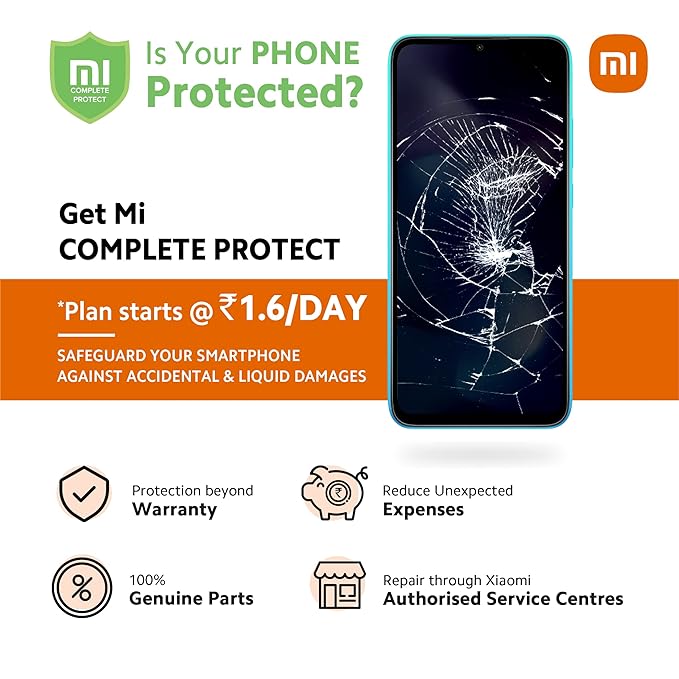 mi
COMPLETE
PROTECT
Is Your PHONE
Protected?
mi
Get Mi
COMPLETE PROTECT
*Plan starts @ ₹1.6/DAY
SAFEGUARD YOUR SMARTPHONE
AGAINST ACCIDENTAL & LIQUID DAMAGES
Protection beyond
Warranty
₹
Reduce Unexpected
Expenses
%
100%
Genuine Parts
Repair through Xiaomi
Authorised Service Centres